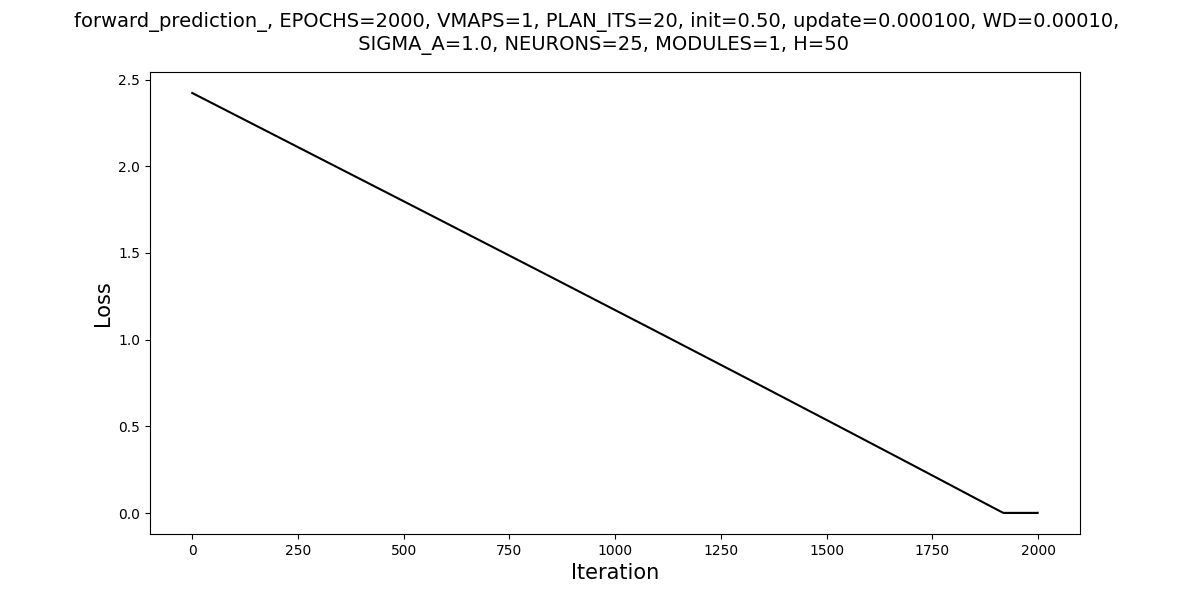 forward_prediction_, EPOCHS=2000, VMAPS=1, PLAN_ITS=20, init=0.50, update=0.000100, WD=0.00010,
SIGMA_A=1.0, NEURONS=25, MODULES=1, H=50
2.5
2.0
1.5
1.0
0.5
0.0
Loss
0 250 500 750 1000 1250 1500 1750 2000
Iteration